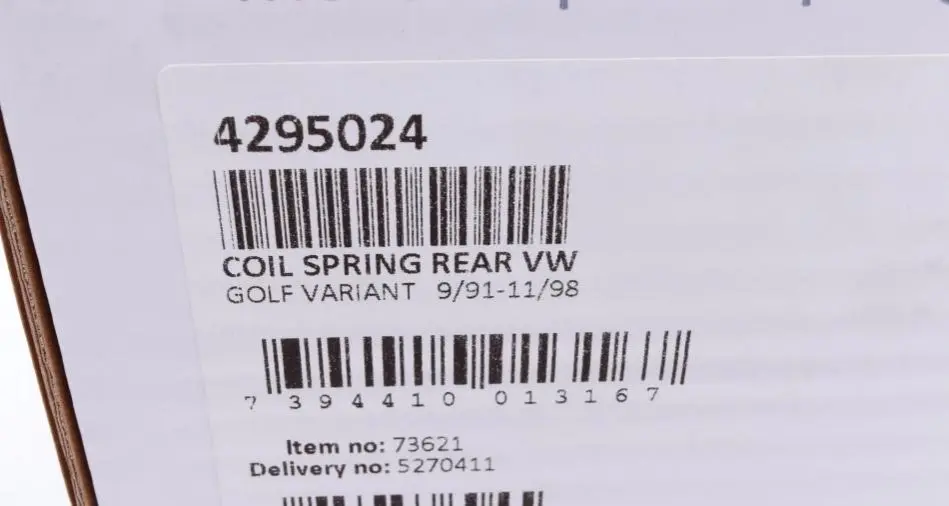 4295024
COIL SPRING REAR VW
GOLF VARIANT 9/91-11/98
7 394410 013167
Item no: 73621
Delivery no: 5270411